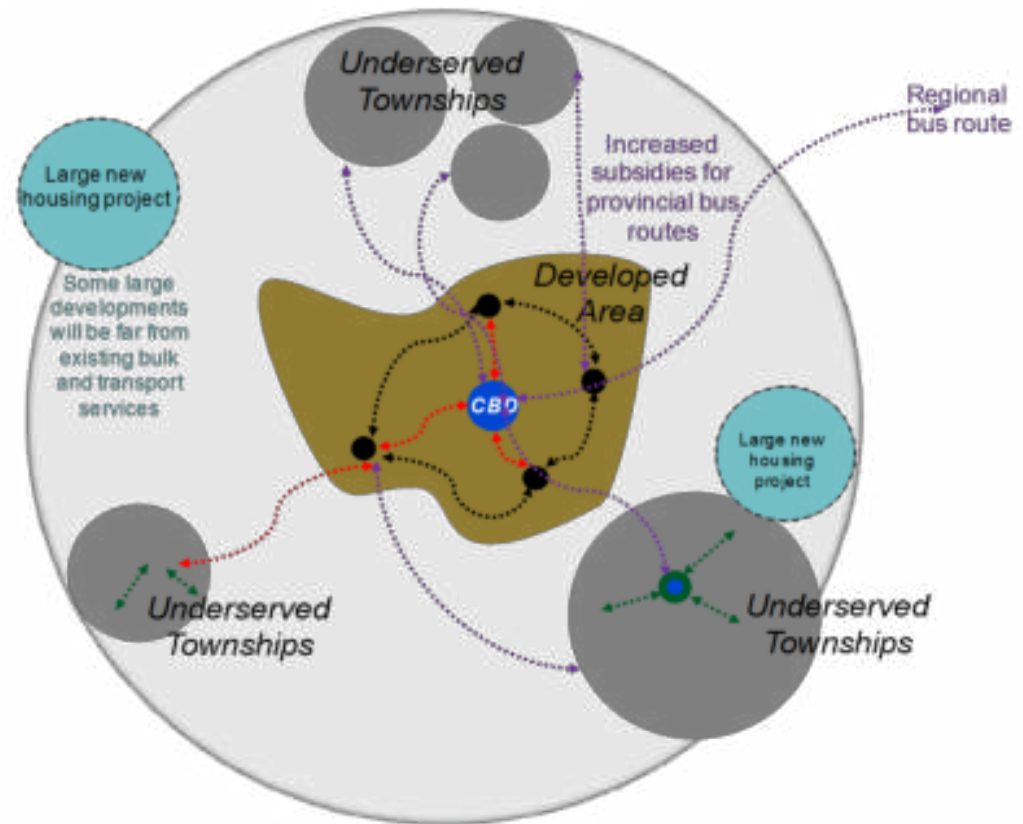 Underserved
Townships
Regional
bus route
Increased
subsidies for
provincial bus
routes
Large new
housing project
Some large
developments
will be far from
existing bulk
and transport
services
Developed
Area
CBD
Large new
housing
project
Underserved
Townships
Underserved
Townships